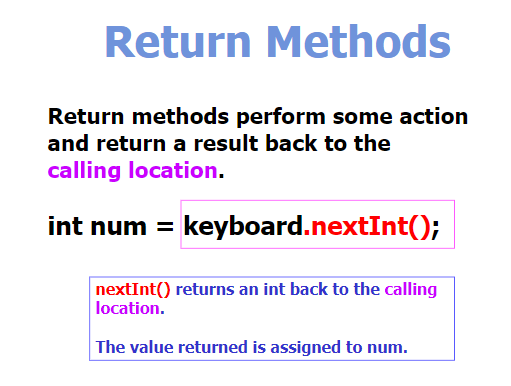 Return Methods
Return methods perform some action
and return a result back to the
calling location.
int num = keyboard.nextInt();
nextInt() returns an int back to the calling
location.
The value returned is assigned to num.